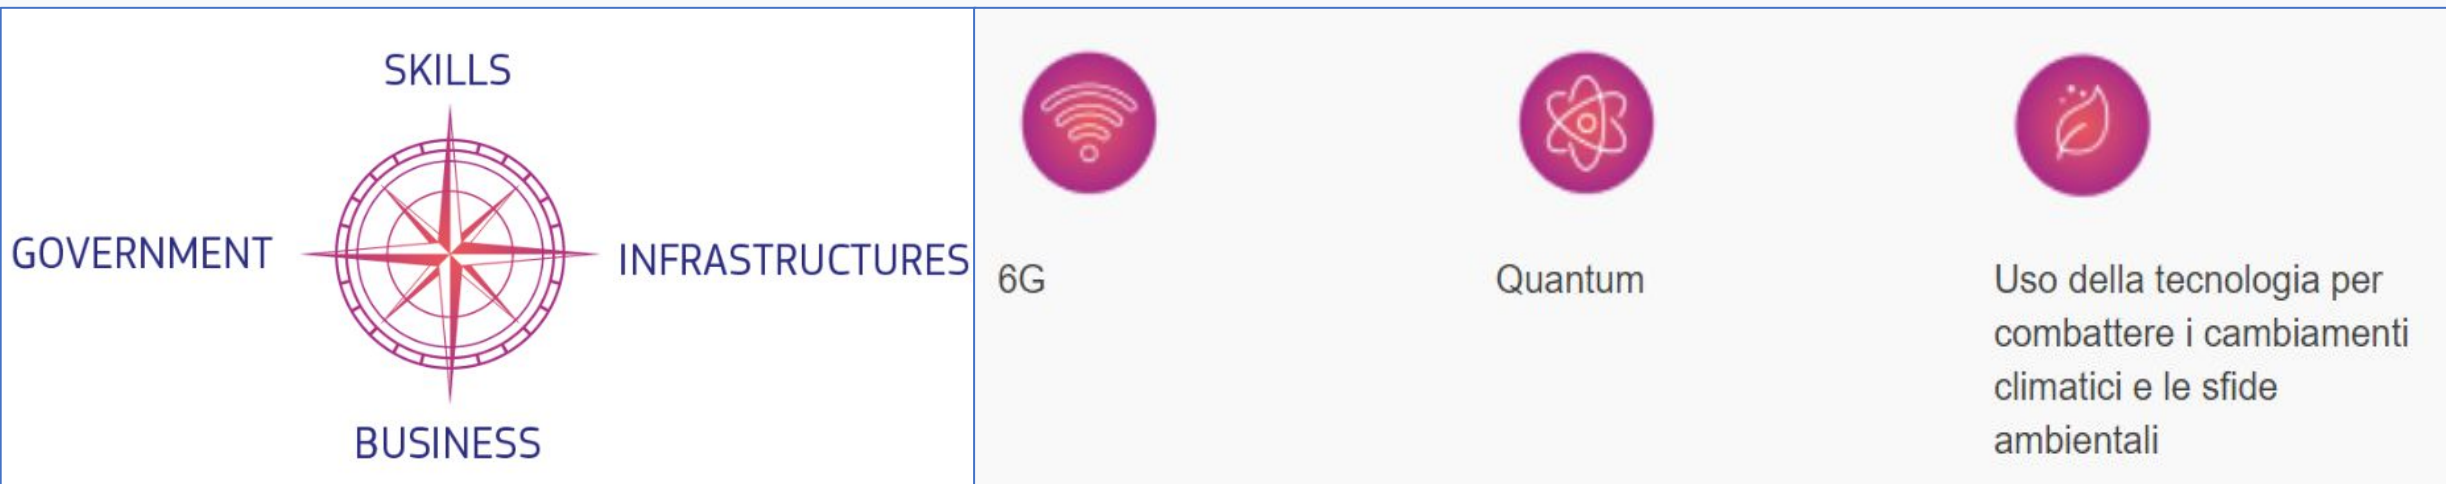 SKILLS
GOVERNMENT
INFRASTRUCTURES
BUSINESS
6G
Quantum
Uso della tecnologia per
combattere i cambiamenti
climatici e le sfide
ambientali